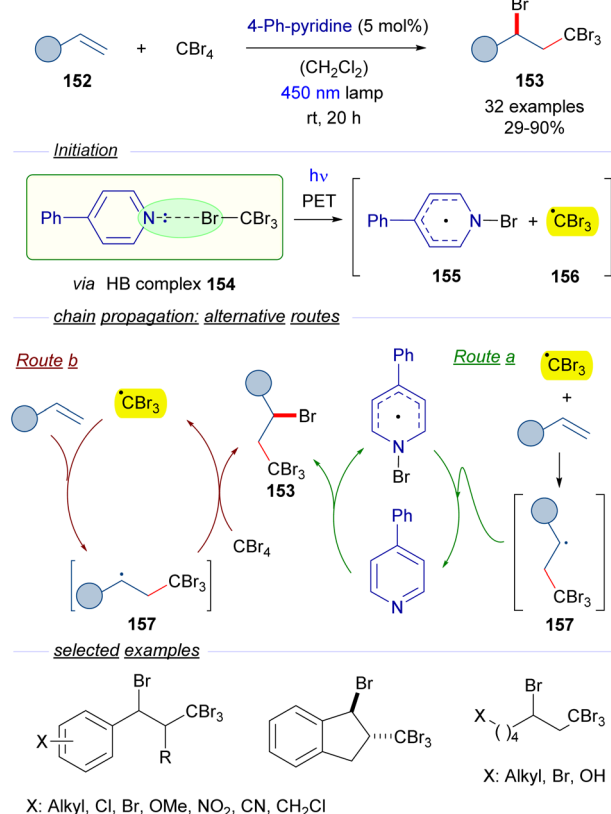 Br
4-Ph-pyridine (5 mol%)
CBr4
CBr3
+
(CH2Cl2)
152
450 nm lamp
153
rt, 20 h
32 examples
29-90%
Initiation
hν
PET
Ph
N
:
Br
CBr3
Ph
N
Br
+
•CBr3
155
156
via HB complex 154
chain propagation: alternative routes
Route b
•CBr3
Br
CBr3
153
CBr4
CBr3
157
Ph
N
Br
Ph
N
Route a
•CBr3
+
CBr3
157
selected examples
Br
CBr3
X
R
X: Alkyl, Cl, Br, OMe, NO2, CN, CH2Cl
Br
CBr3
Br
X
( )4
CBr3
X: Alkyl, Br, OH